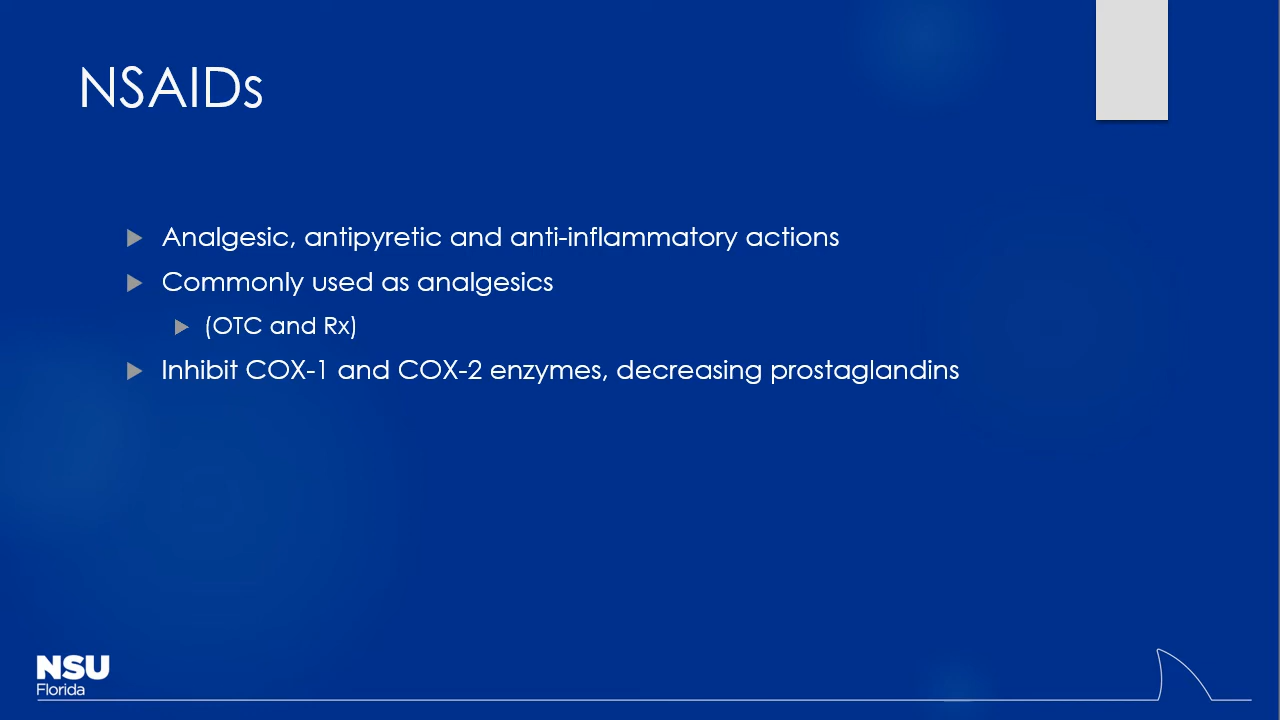 NSAIDs
Analgesic, antipyretic and anti-inflammatory actions
Commonly used as analgesics
(OTC and Rx)
Inhibit COX-1 and COX-2 enzymes, decreasing prostaglandins
NSU
Florida